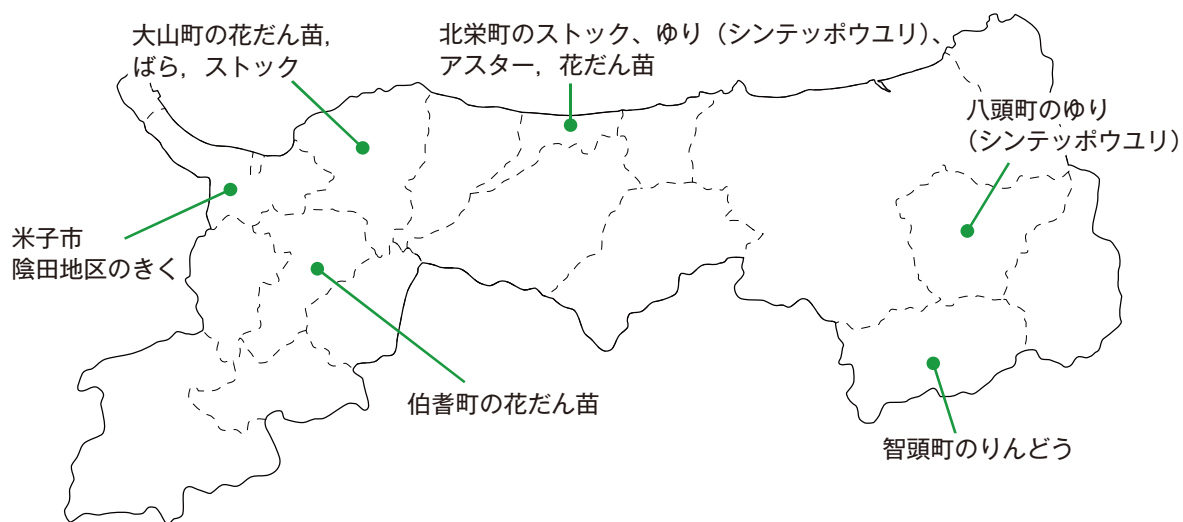 大山町の花だん苗,
ばら，ストック
北栄町のストック、ゆり（シンテッポウユリ）、
アスター，花だん苗
八頭町のゆり
（シンテッポウユリ）
米子市
陰田地区のきく
伯耆町の花だん苗
智頭町のりんどう